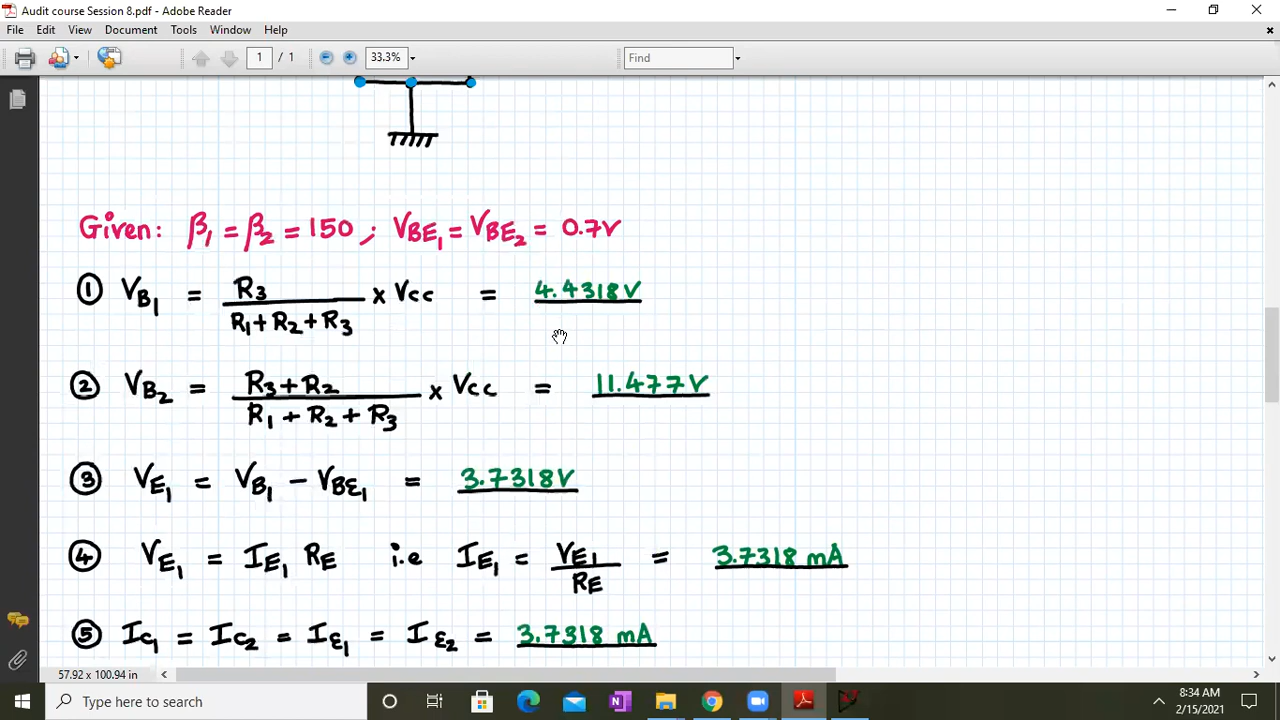 Audit course Session 8.pdf - Adobe Reader
File Edit View Document Tools Window Help
1 / 1 33.3% Find
Given: β₁ = β₂ = 150 ; VBE₁ = VBE₂ = 0.7V
① VB₁ = R₃ / (R₁+R₂+R₃) x Vcc = 4.4318V
② VB₂ = (R₃+R₂) / (R₁ + R₂ + R₃) x Vcc = 11.477V
③ VE₁ = VB₁ - VBE₁ = 3.7318V
④ VE₁ = IE₁ RE i.e IE₁ = VE₁ / RE = 3.7318 mA
⑤ Ic₁ = Ic₂ = IE₁ = IE₂ = 3.7318 mA
57.92 x 100.94 in
Type here to search
8:34 AM
2/15/2021